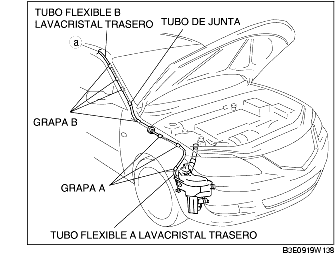 TUBO FLEXIBLE B
LAVACRISTAL TRASERO
TUBO DE JUNTA
a
GRAPA B
GRAPA A
TUBO FLEXIBLE A LAVACRISTAL TRASERO
B3E0919W138